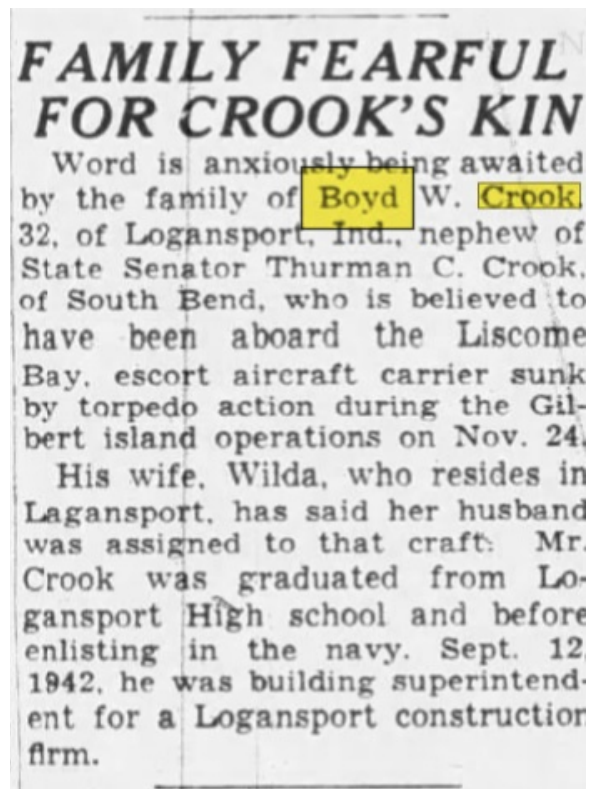 FAMILY FEARFUL
FOR CROOK'S KIN
Word is anxiously being awaited
by the family of Boyd W. Crook,
32, of Logansport, Ind., nephew of
State Senator Thurman C. Crook,
of South Bend, who is believed to
have been aboard the Liscome
Bay, escort aircraft carrier sunk
by torpedo action during the Gil-
bert island operations on Nov. 24.
His wife, Wilda, who resides in
Lagansport, has said her husband
was assigned to that craft. Mr.
Crook was graduated from Lo-
gansport High school and before
enlisting in the navy. Sept. 12
1942, he was building superintend-
ent for a Logansport construction
firm.